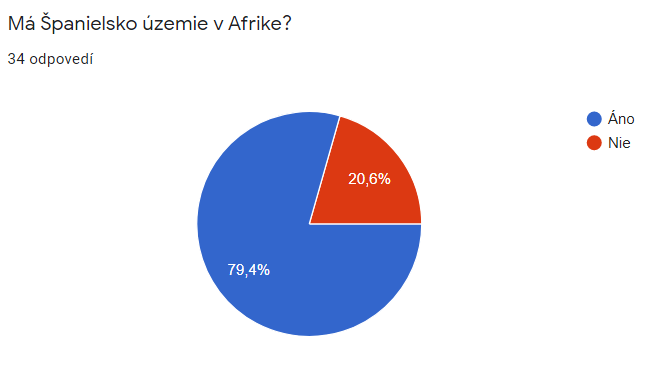 Má Španielsko územie v Afrike?
34 odpovedí
Áno
Nie
20,6%
79,4%